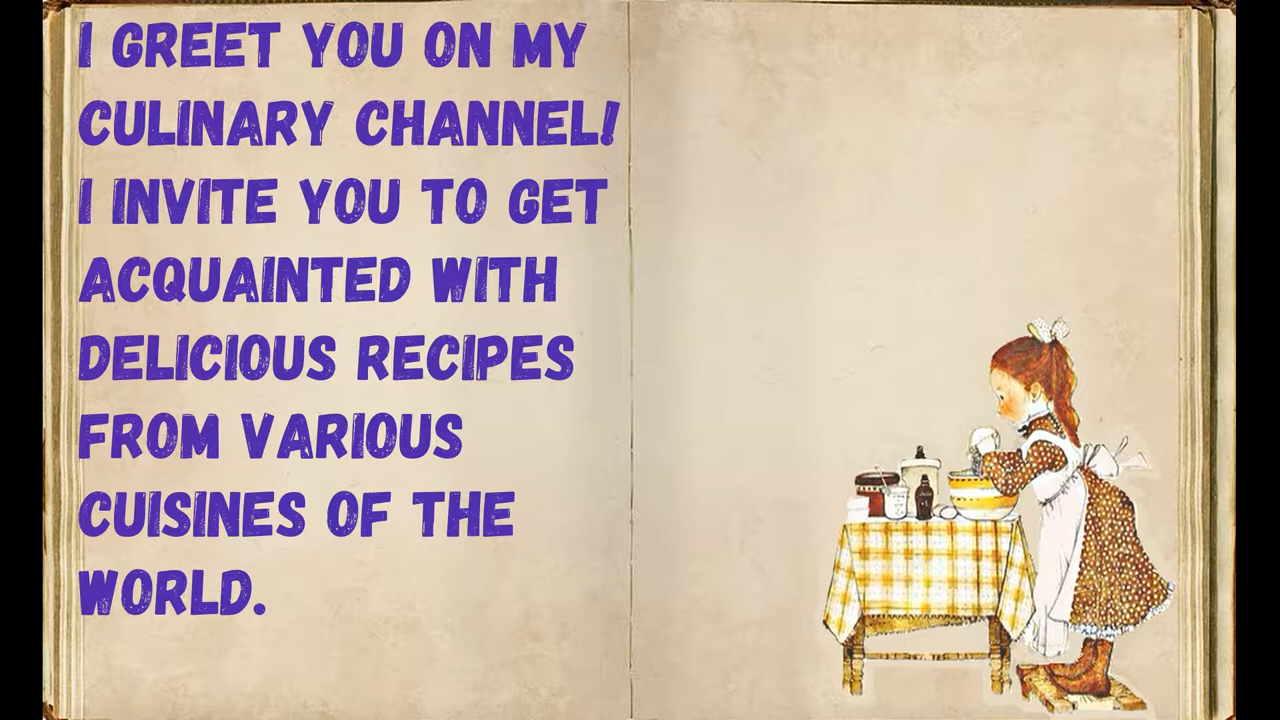 I GREET YOU ON MY
CULINARY CHANNEL!
I INVITE YOU TO GET
ACQUAINTED WITH
DELICIOUS RECIPES
FROM VARIOUS
CUISINES OF THE
WORLD.